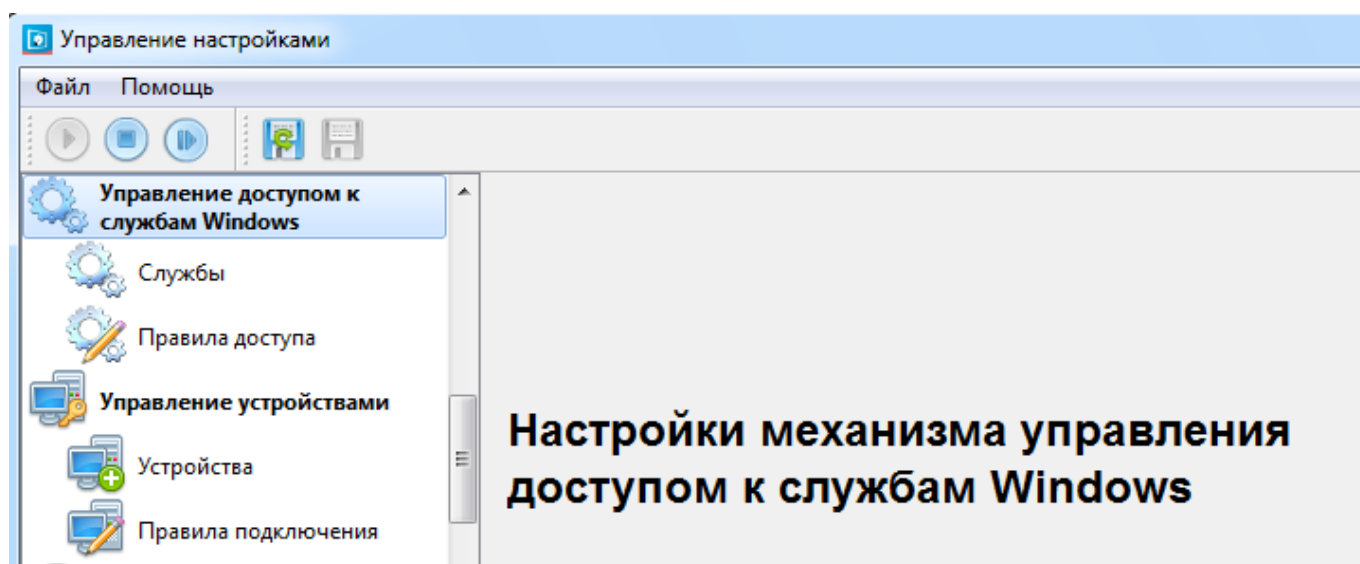 Управление настройками
Файл Помощь
Управление доступом к
службам Windows
Службы
Правила доступа
Управление устройствами
Устройства
Правила подключения
Настройки механизма управления
доступом к службам Windows